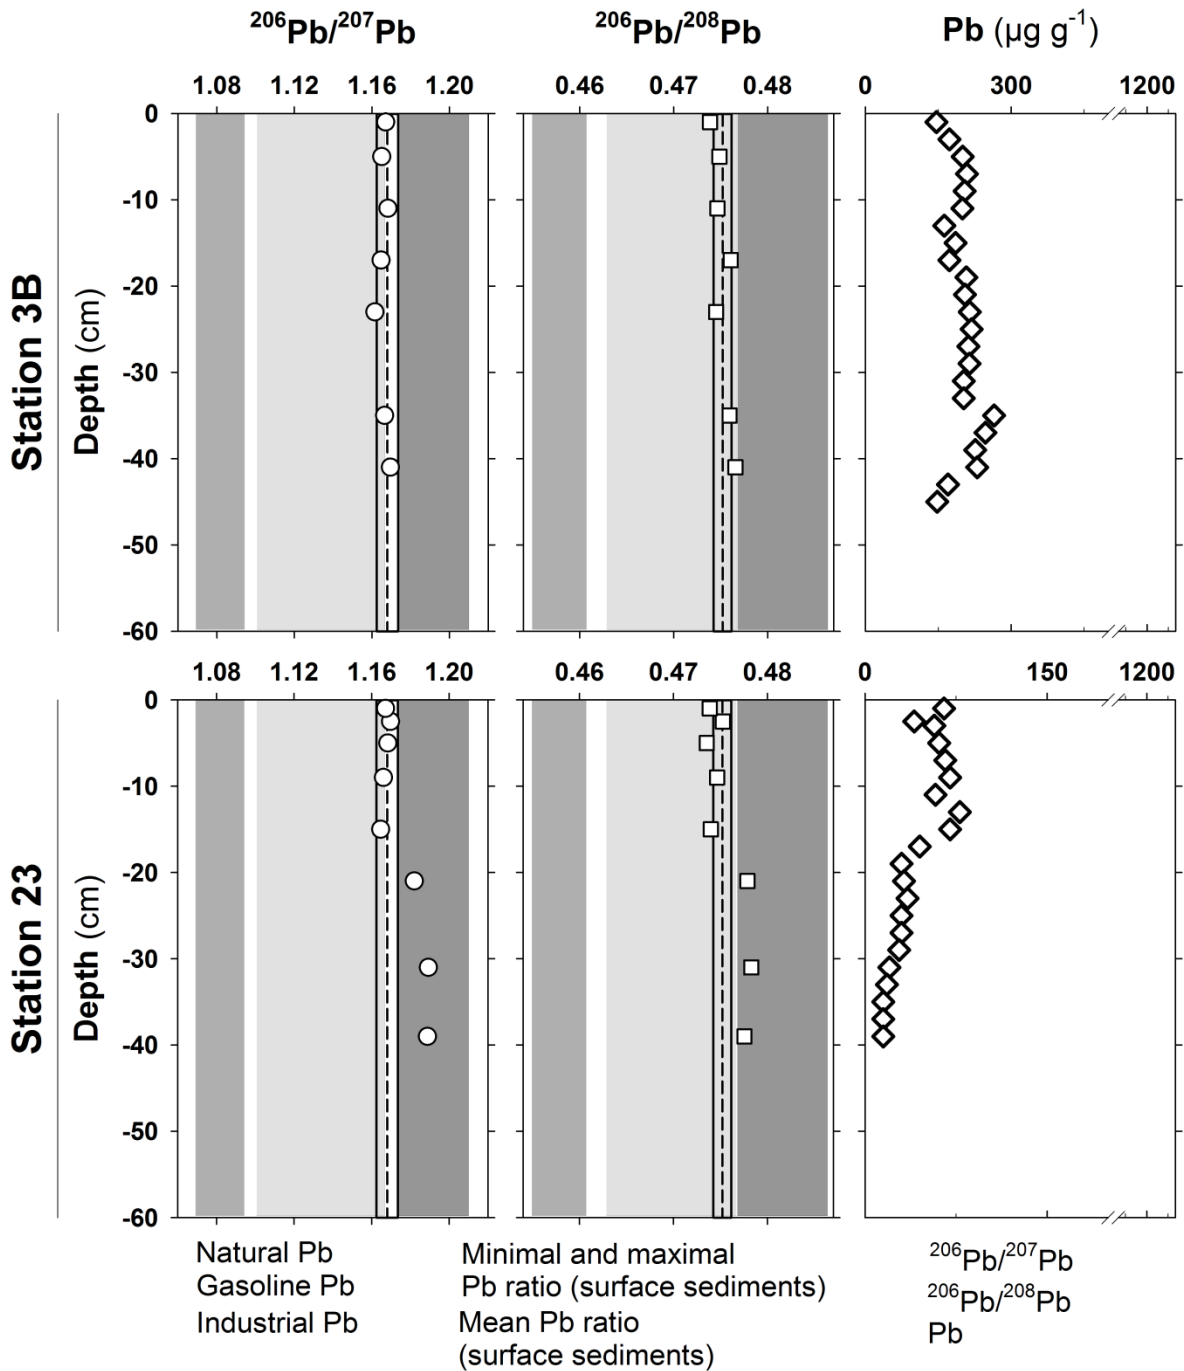 ²⁰⁶Pb/²⁰⁷Pb ²⁰⁶Pb/²⁰⁸Pb Pb (µg g⁻¹)
1.08 1.12 1.16 1.20 0.46 0.47 0.48 0 300 1200
Station 3B
Depth (cm)
0
-10
-20
-30
-40
-50
-60
1.08 1.12 1.16 1.20 0.46 0.47 0.48 0 150 1200
Station 23
Depth (cm)
0
-10
-20
-30
-40
-50
-60
Natural Pb
Gasoline Pb
Industrial Pb
Minimal and maximal
Pb ratio (surface sediments)
Mean Pb ratio
(surface sediments)
²⁰⁶Pb/²⁰⁷Pb
²⁰⁶Pb/²⁰⁸Pb
Pb